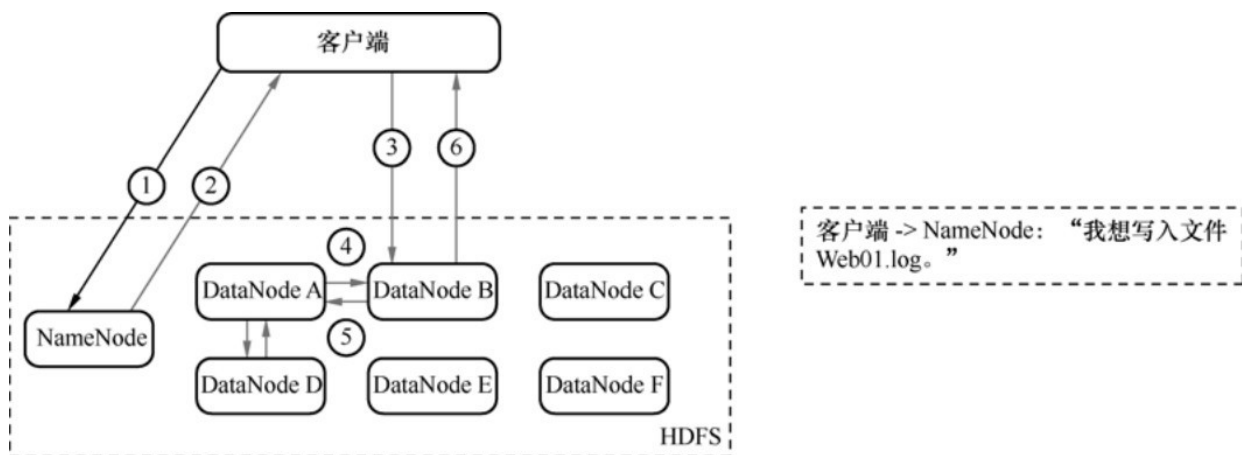 客户端
① ② ③ ⑥
④
DataNode A DataNode B DataNode C
NameNode
⑤
DataNode D DataNode E DataNode F
HDFS
客户端 -> NameNode： “我想写入文件
Web01.log。”